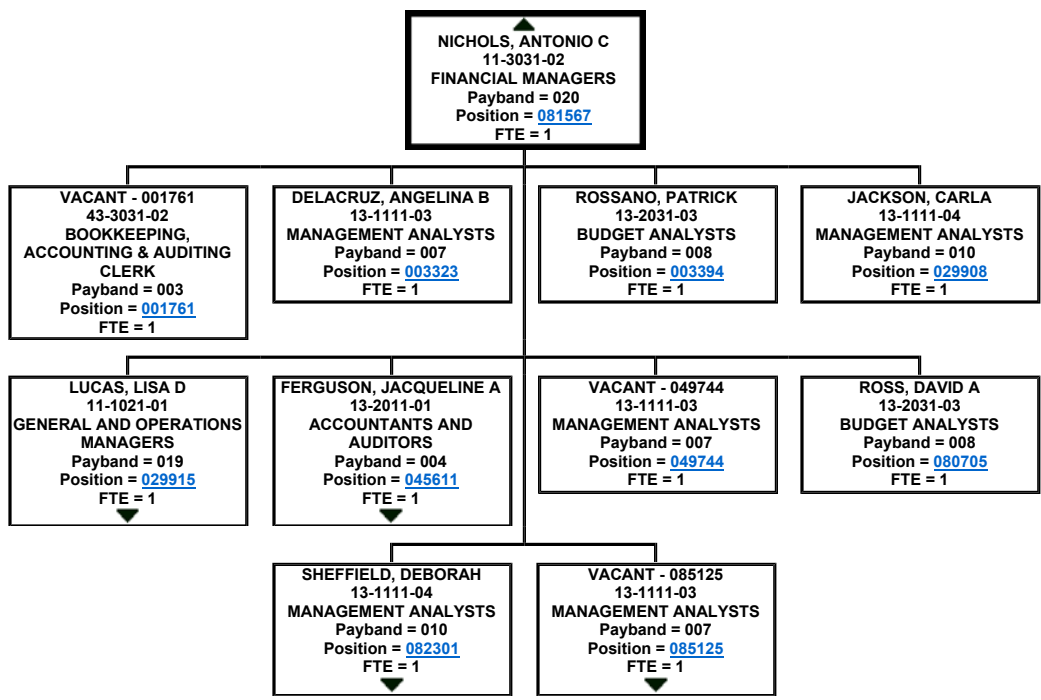 NICHOLS, ANTONIO C
11-3031-02
FINANCIAL MANAGERS
Payband = 020
Position = 081567
FTE = 1
VACANT - 001761
43-3031-02
BOOKKEEPING,
ACCOUNTING & AUDITING
CLERK
Payband = 003
Position = 001761
FTE = 1
DELACRUZ, ANGELINA B
13-1111-03
MANAGEMENT ANALYSTS
Payband = 007
Position = 003323
FTE = 1
ROSSANO, PATRICK
13-2031-03
BUDGET ANALYSTS
Payband = 008
Position = 003394
FTE = 1
JACKSON, CARLA
13-1111-04
MANAGEMENT ANALYSTS
Payband = 010
Position = 029908
FTE = 1
LUCAS, LISA D
11-1021-01
GENERAL AND OPERATIONS
MANAGERS
Payband = 019
Position = 029915
FTE = 1
FERGUSON, JACQUELINE A
13-2011-01
ACCOUNTANTS AND
AUDITORS
Payband = 004
Position = 045611
FTE = 1
VACANT - 049744
13-1111-03
MANAGEMENT ANALYSTS
Payband = 007
Position = 049744
FTE = 1
ROSS, DAVID A
13-2031-03
BUDGET ANALYSTS
Payband = 008
Position = 080705
FTE = 1
SHEFFIELD, DEBORAH
13-1111-04
MANAGEMENT ANALYSTS
Payband = 010
Position = 082301
FTE = 1
VACANT - 085125
13-1111-03
MANAGEMENT ANALYSTS
Payband = 007
Position = 085125
FTE = 1